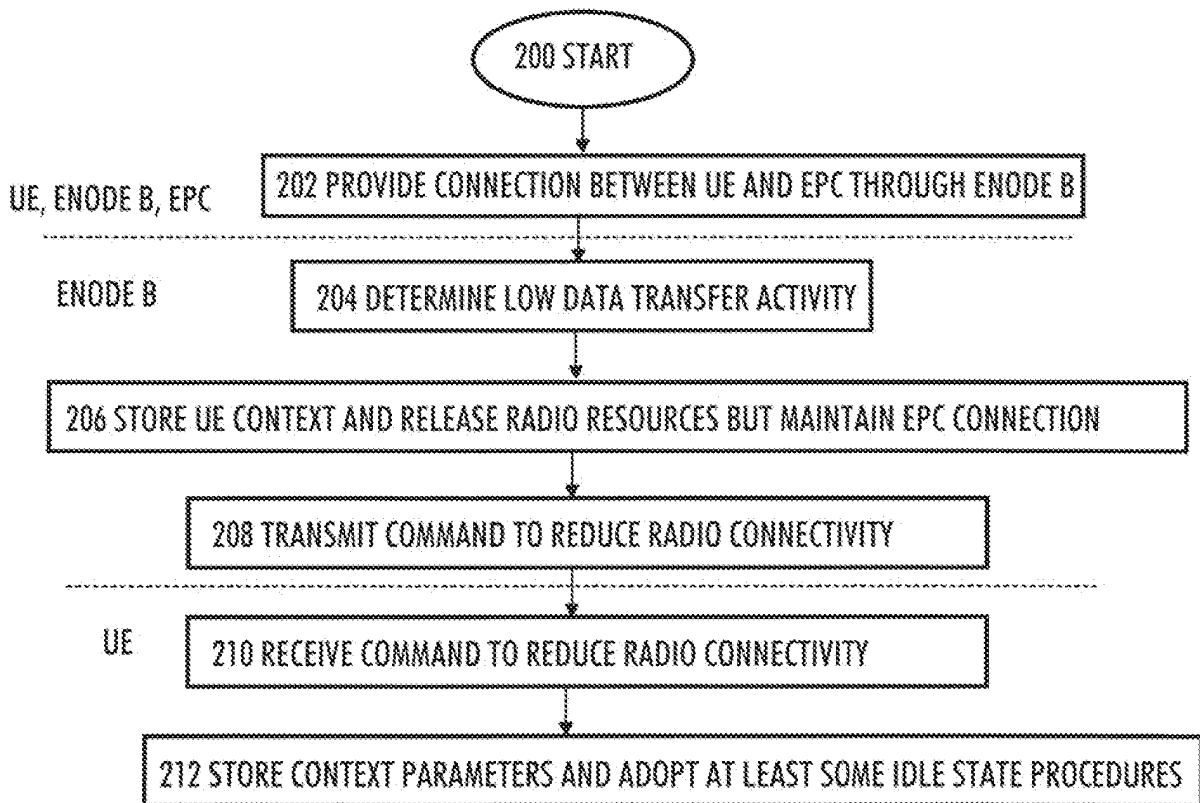 200 START
202 PROVIDE CONNECTION BETWEEN UE AND EPC THROUGH ENODE B
UE, ENODE B, EPC
ENODE B
204 DETERMINE LOW DATA TRANSFER ACTIVITY
206 STORE UE CONTEXT AND RELEASE RADIO RESOURCES BUT MAINTAIN EPC CONNECTION
208 TRANSMIT COMMAND TO REDUCE RADIO CONNECTIVITY
UE
210 RECEIVE COMMAND TO REDUCE RADIO CONNECTIVITY
212 STORE CONTEXT PARAMETERS AND ADOPT AT LEAST SOME IDLE STATE PROCEDURES